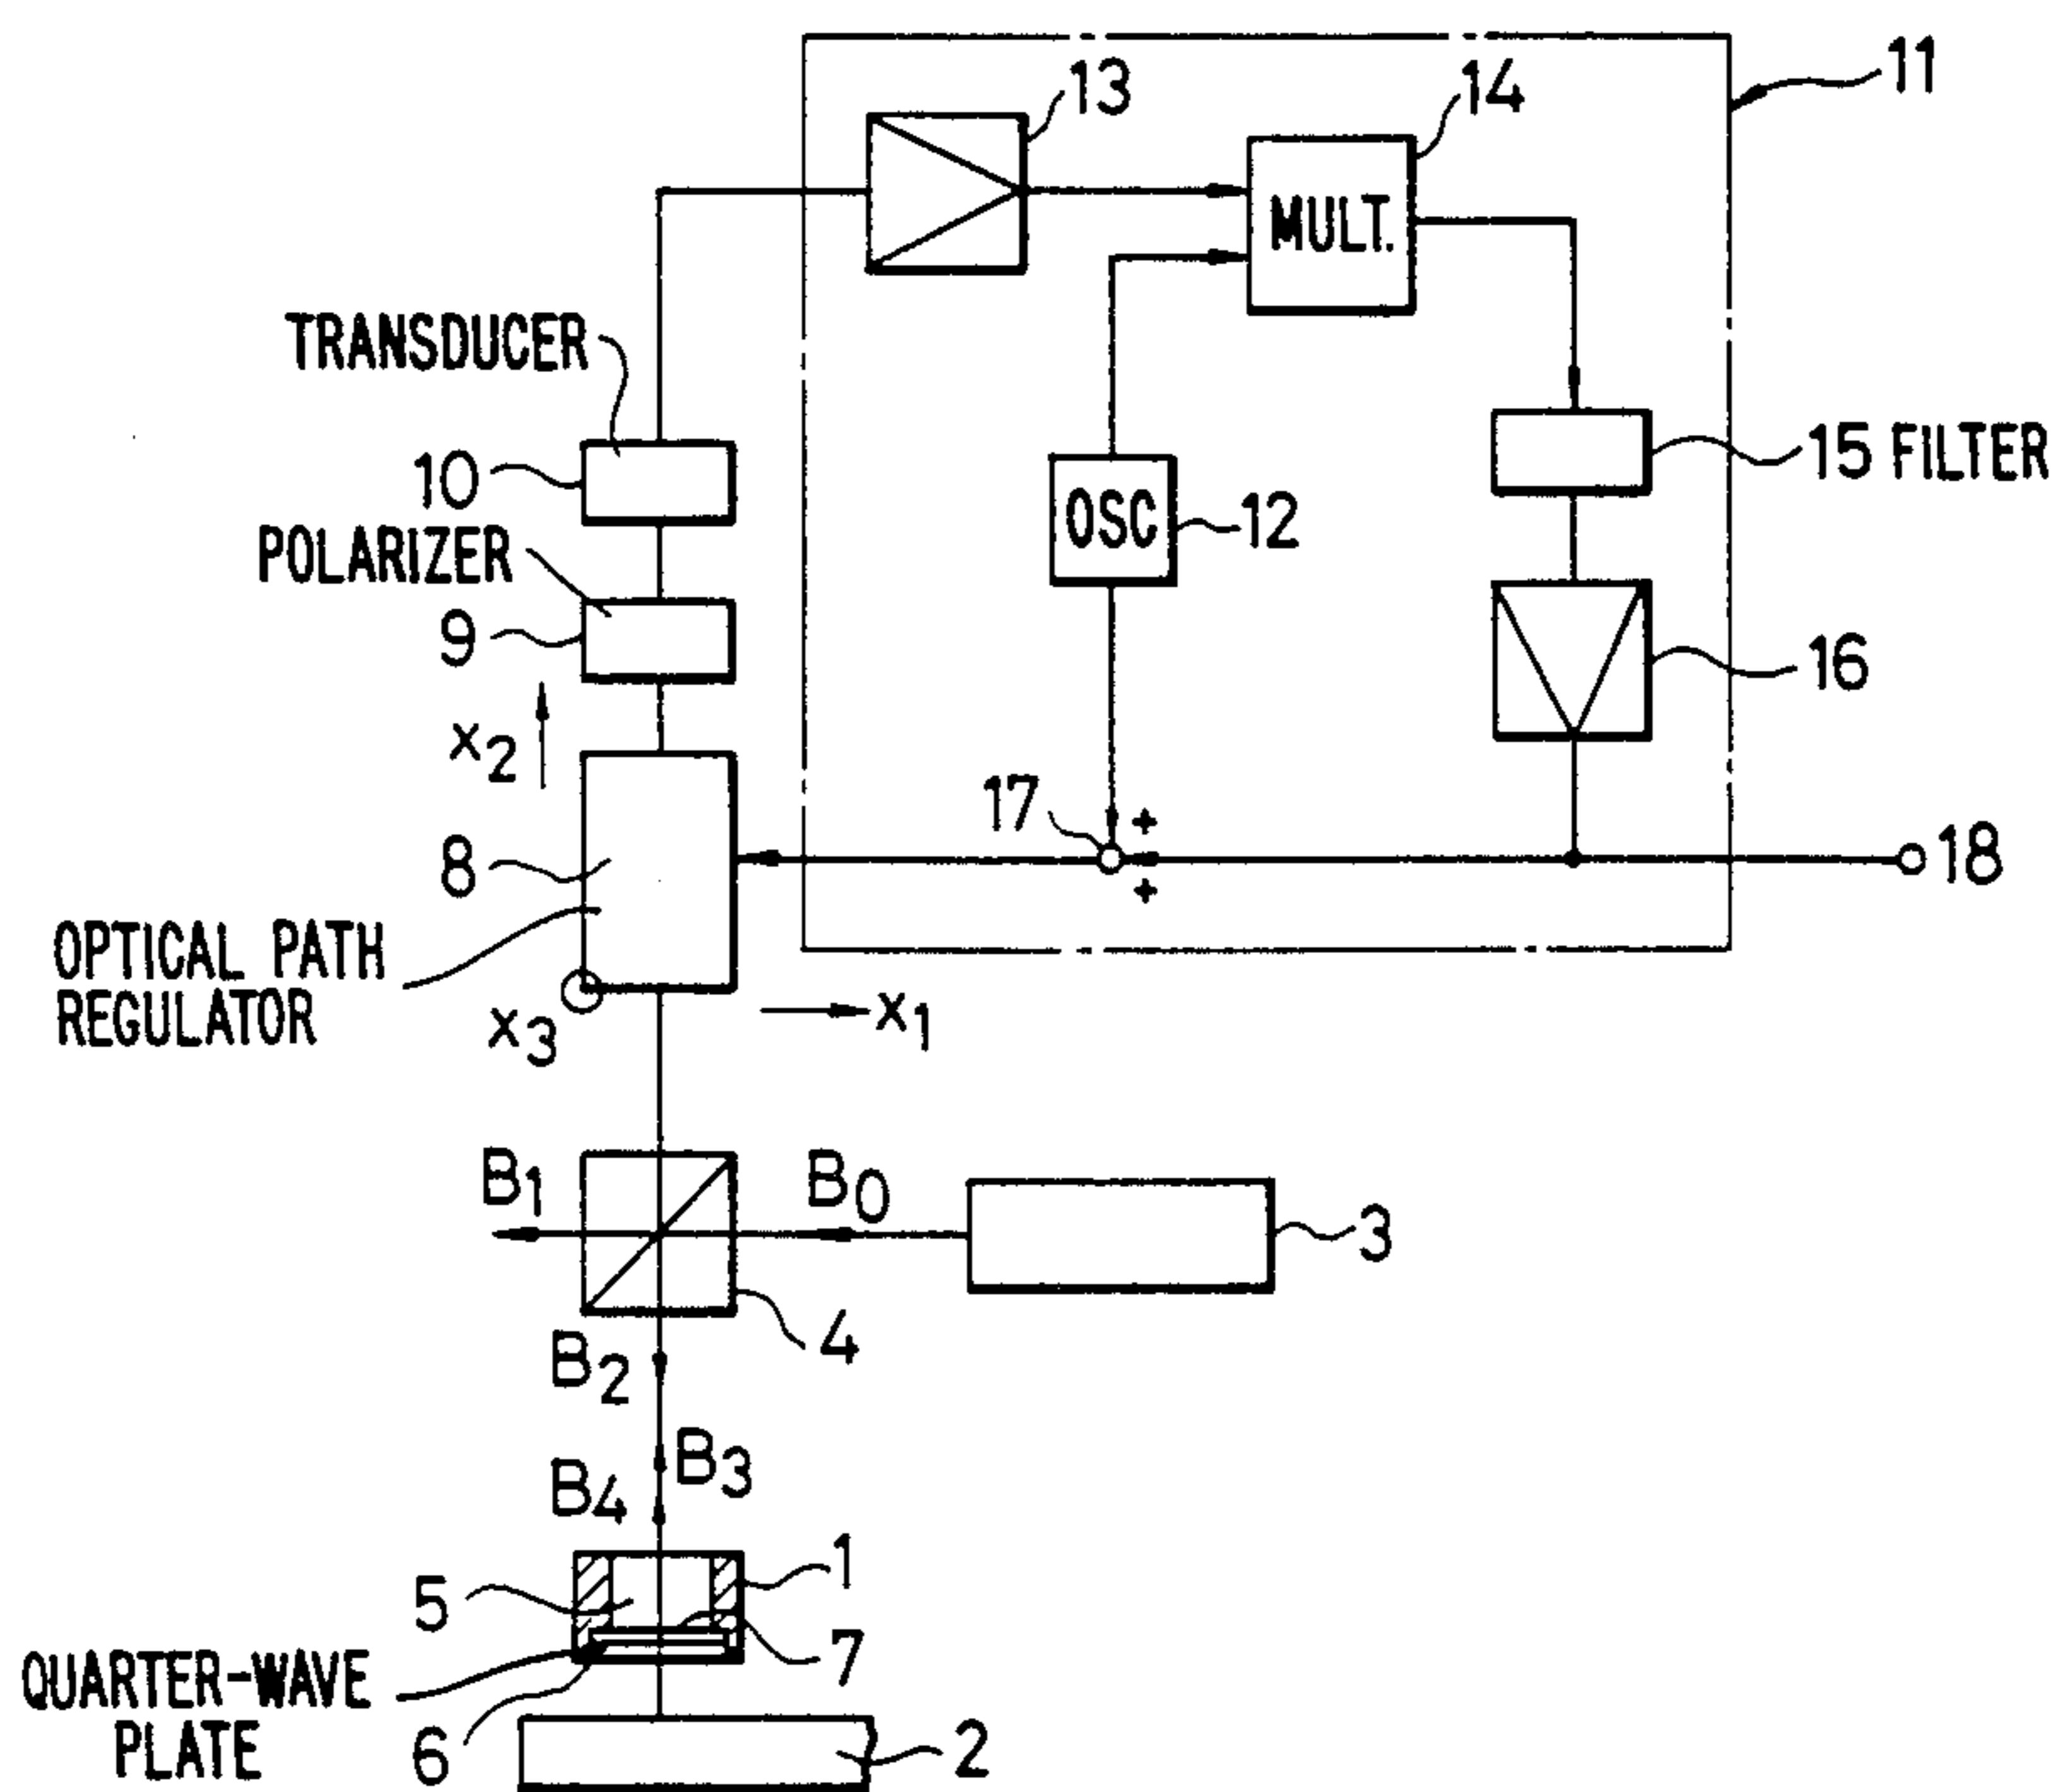 11
13
14
MULT.
TRANSDUCER
10
15 FILTER
OSC
12
POLARIZER
9
16
X2
17
+
8
18
+
OPTICAL PATH
REGULATOR
X3
X1
B1
B0
3
4
B2
B3
B4
1
5
7
QUARTER-WAVE
PLATE
6
2